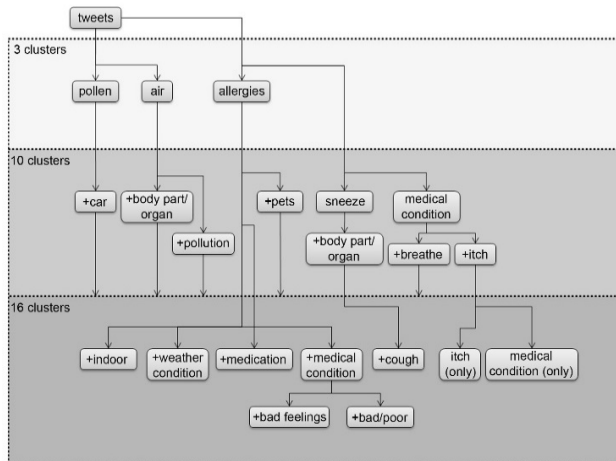 tweets
3 clusters
pollen
air
allergies
10 clusters
+car
+body part/
organ
+pets
sneeze
medical
condition
+pollution
+body part/
organ
+breathe
+itch
16 clusters
+indoor
+weather
condition
+medication
+medical
condition
+cough
itch
(only)
medical
condition (only)
+bad feelings
+bad/poor